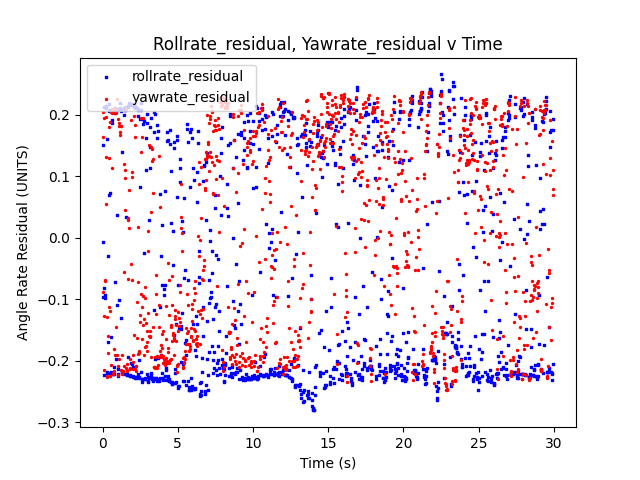 Rollrate_residual, Yawrate_residual v Time
rollrate_residual
yawrate_residual
Angle Rate Residual (UNITS)
0.2
0.1
0.0
−0.1
−0.2
−0.3
0 5 10 15 20 25 30
Time (s)